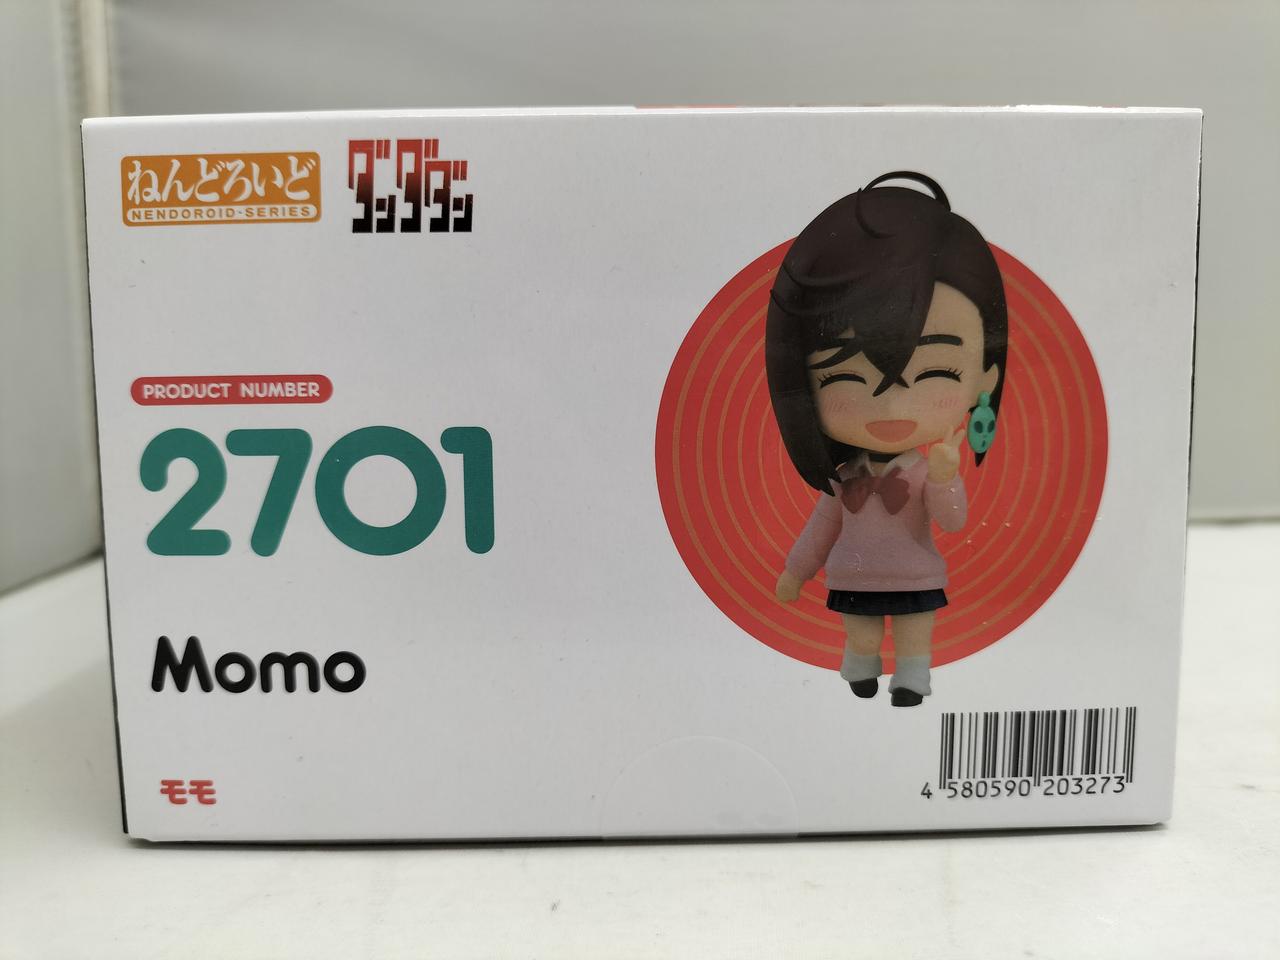 ねんどろいど
NENDOROID-SERIES
ダンダダン
PRODUCT NUMBER
2701
Momo
モモ
4 580590 203273